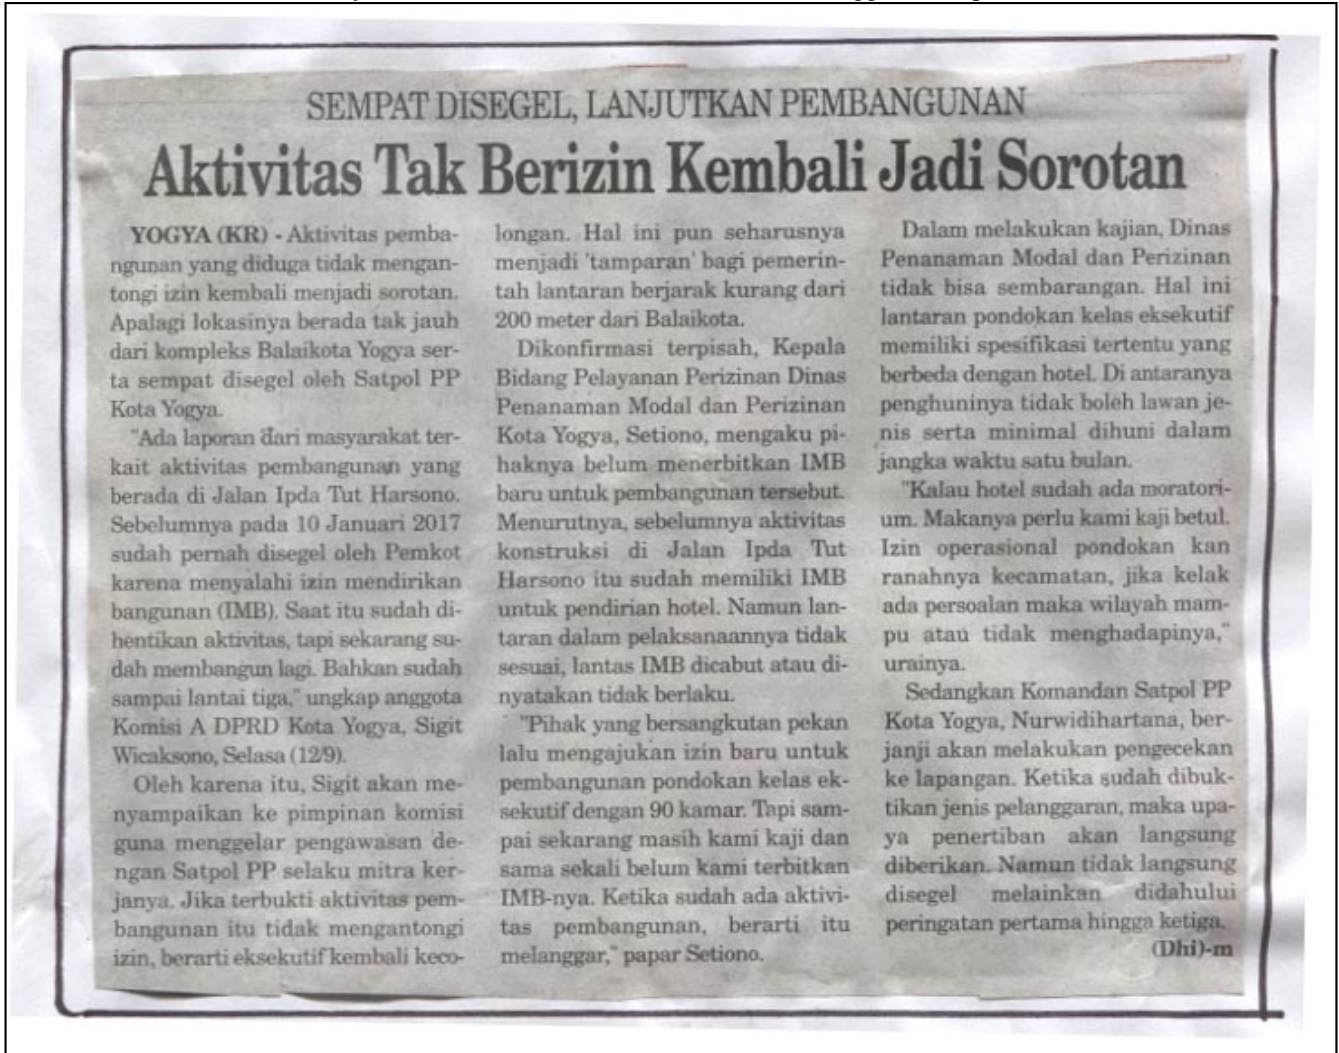 SEMPAT DISEGEL, LANJUTKAN PEMBANGUNAN
Aktivitas Tak Berizin Kembali Jadi Sorotan
YOGYA (KR) - Aktivitas pemba-
ngunan yang diduga tidak mengan-
tongi izin kembali menjadi sorotan.
Apalagi lokasinya berada tak jauh
dari kompleks Balaikota Yogya ser-
ta sempat disegel oleh Satpol PP
Kota Yogya.
"Ada laporan dari masyarakat ter-
kait aktivitas pembangunan yang
berada di Jalan Ipda Tut Harsono.
Sebelumnya pada 10 Januari 2017
sudah pernah disegel oleh Pemkot
karena menyalahi izin mendirikan
bangunan (IMB). Saat itu sudah di-
hentikan aktivitas, tapi sekarang su-
dah membangun lagi. Bahkan sudah
sampai lantai tiga," ungkap anggota
Komisi A DPRD Kota Yogya, Sigit
Wicaksono, Selasa (12/9).
Oleh karena itu, Sigit akan me-
nyampaikan ke pimpinan komisi
guna menggelar pengawasan de-
ngan Satpol PP selaku mitra ker-
janya. Jika terbukti aktivitas pem-
bangunan itu tidak mengantongi
izin, berarti eksekutif kembali keco-
longan. Hal ini pun seharusnya
menjadi 'tamparan' bagi pemerin-
tah lantaran berjarak kurang dari
200 meter dari Balaikota.
Dikonfirmasi terpisah, Kepala
Bidang Pelayanan Perizinan Dinas
Penanaman Modal dan Perizinan
Kota Yogya, Setiono, mengaku pi-
haknya belum menerbitkan IMB
baru untuk pembangunan tersebut.
Menurutnya, sebelumnya aktivitas
konstruksi di Jalan Ipda Tut
Harsono itu sudah memiliki IMB
untuk pendirian hotel. Namun lan-
taran dalam pelaksanaannya tidak
sesuai, lantas IMB dicabut atau di-
nyatakan tidak berlaku.
"Pihak yang bersangkutan pekan
lalu mengajukan izin baru untuk
pembangunan pondokan kelas ek-
sekutif dengan 90 kamar. Tapi sam-
pai sekarang masih kami kaji dan
sama sekali belum kami terbitkan
IMB-nya. Ketika sudah ada aktivi-
tas pembangunan, berarti itu
melanggar," papar Setiono.
Dalam melakukan kajian, Dinas
Penanaman Modal dan Perizinan
tidak bisa sembarangan. Hal ini
lantaran pondokan kelas eksekutif
memiliki spesifikasi tertentu yang
berbeda dengan hotel. Di antaranya
penghuninya tidak boleh lawan je-
nis serta minimal dihuni dalam
jangka waktu satu bulan.
"Kalau hotel sudah ada moratori-
um. Makanya perlu kami kaji betul.
Izin operasional pondokan kan
ranahnya kecamatan, jika kelak
ada persoalan maka wilayah mam-
pu atau tidak menghadapinya,"
urainya.
Sedangkan Komandan Satpol PP
Kota Yogya, Nurwidihartana, ber-
janji akan melakukan pengecekan
ke lapangan. Ketika sudah dibuk-
tikan jenis pelanggaran, maka upa-
ya penertiban akan langsung
diberikan. Namun tidak langsung
disegel melainkan didahului
peringatan pertama hingga ketiga.
(Dhi)-m